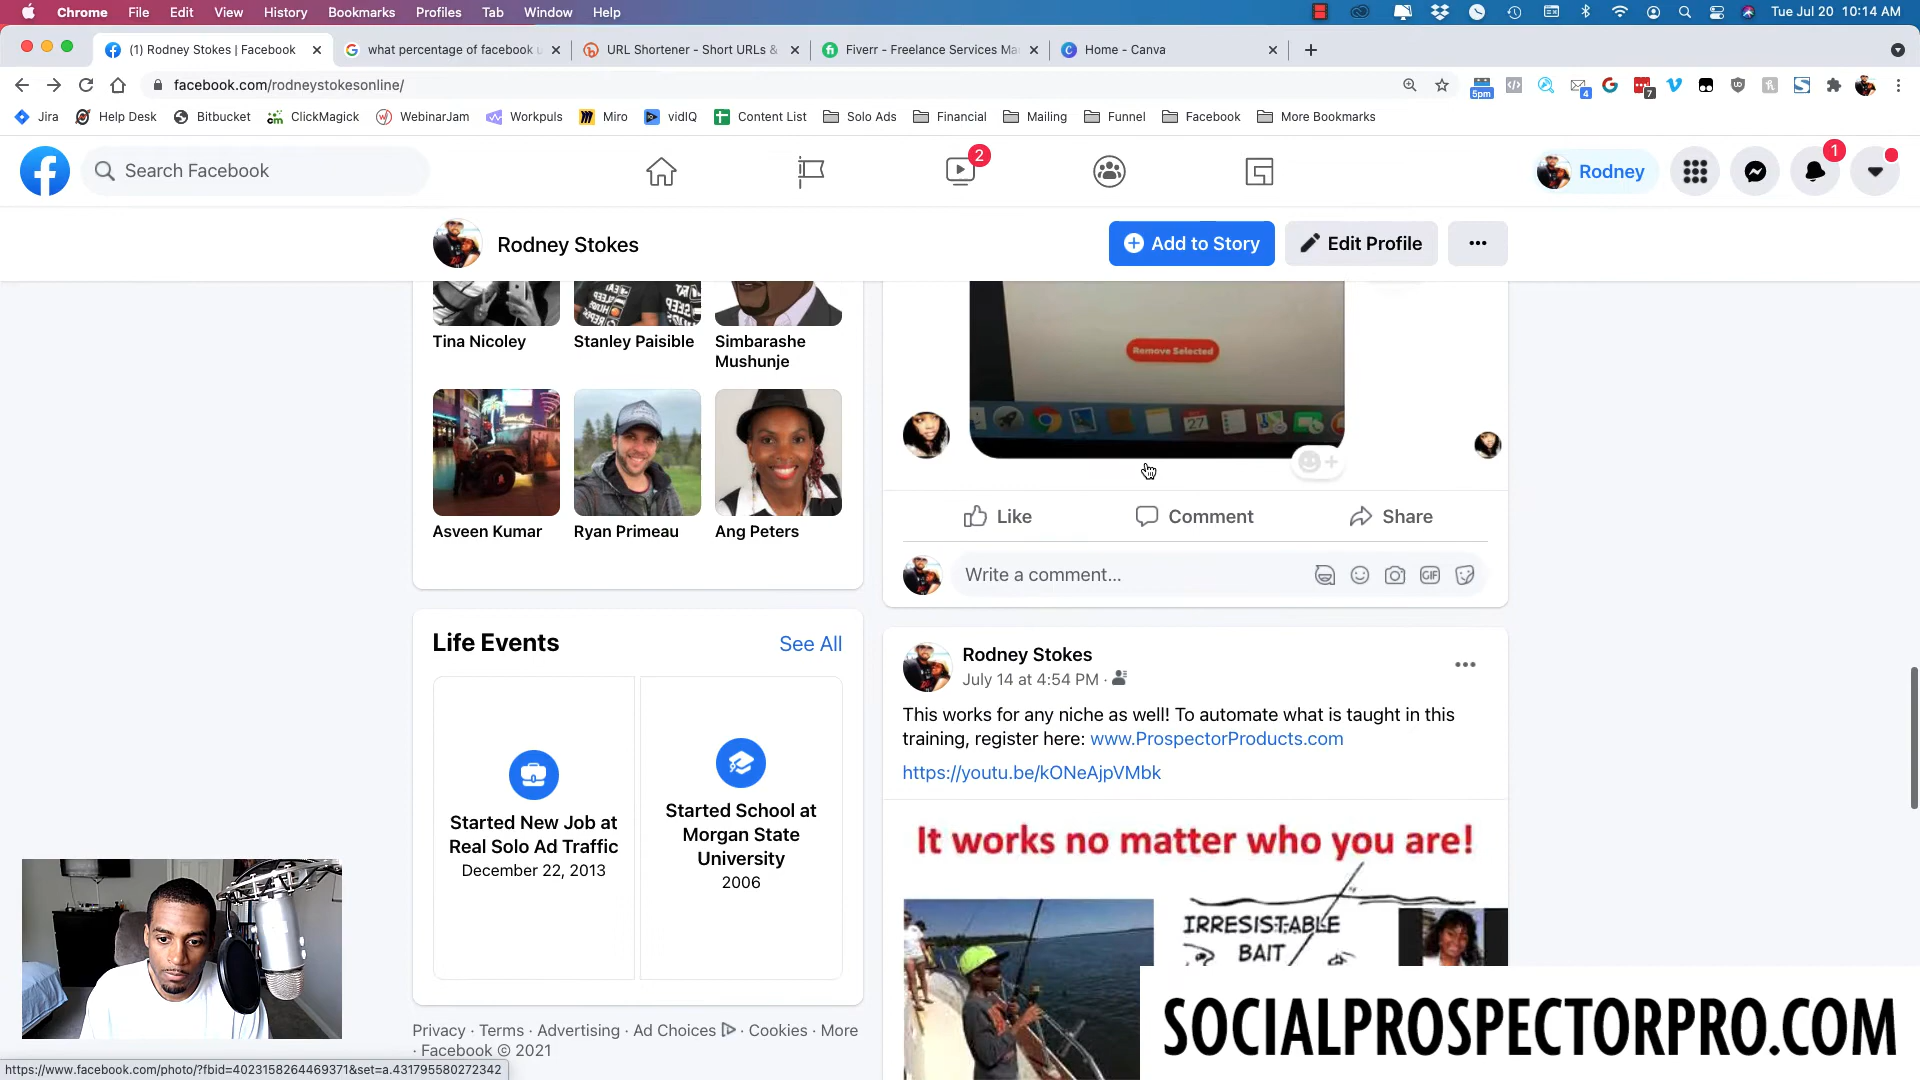 Chrome File Edit View History Bookmarks Profiles Tab Window Help Tue Jul 20 10:14 AM
(1) Rodney Stokes | Facebook what percentage of facebook URL Shortener - Short URLs & Fiverr - Freelance Services Ma Home - Canva
facebook.com/rodneystokesonline/ 5pm 4 7
Jira Help Desk Bitbucket ClickMagick WebinarJam Workpuls Miro vidIQ Content List Solo Ads Financial Mailing Funnel Facebook More Bookmarks
Search Facebook 2 Rodney 1
Rodney Stokes Add to Story Edit Profile
Tina Nicoley Stanley Paisible Simbarashe
Mushunje
Remove Selected
27
Asveen Kumar Ryan Primeau Ang Peters
Like Comment Share
Write a comment... GIF
Life Events See All
Started New Job at
Real Solo Ad Traffic
December 22, 2013
Started School at
Morgan State
University
2006
Rodney Stokes
July 14 at 4:54 PM ·
This works for any niche as well! To automate what is taught in this
training, register here: www.ProspectorProducts.com
https://youtu.be/kONeAjpVMbk
It works no matter who you are!
IRRESISTABLE
BAIT
Privacy · Terms · Advertising · Ad Choices · Cookies · More
· Facebook © 2021
SOCIALPROSPECTORPRO.COM
https://www.facebook.com/photo/?fbid=4023158264469371&set=a.431795580272342